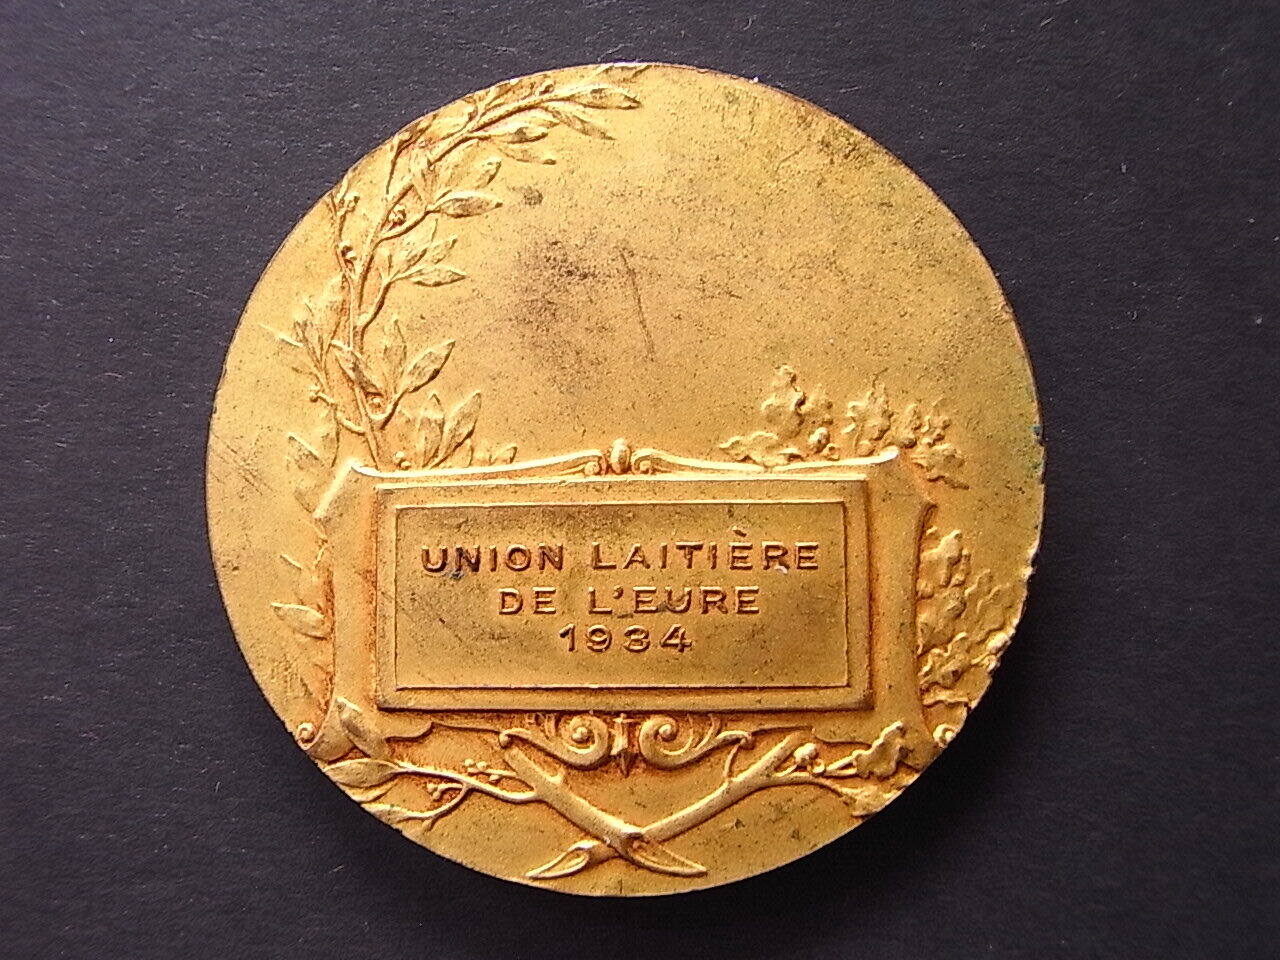 UNION LAITIÈRE
DE L'EURE
1934